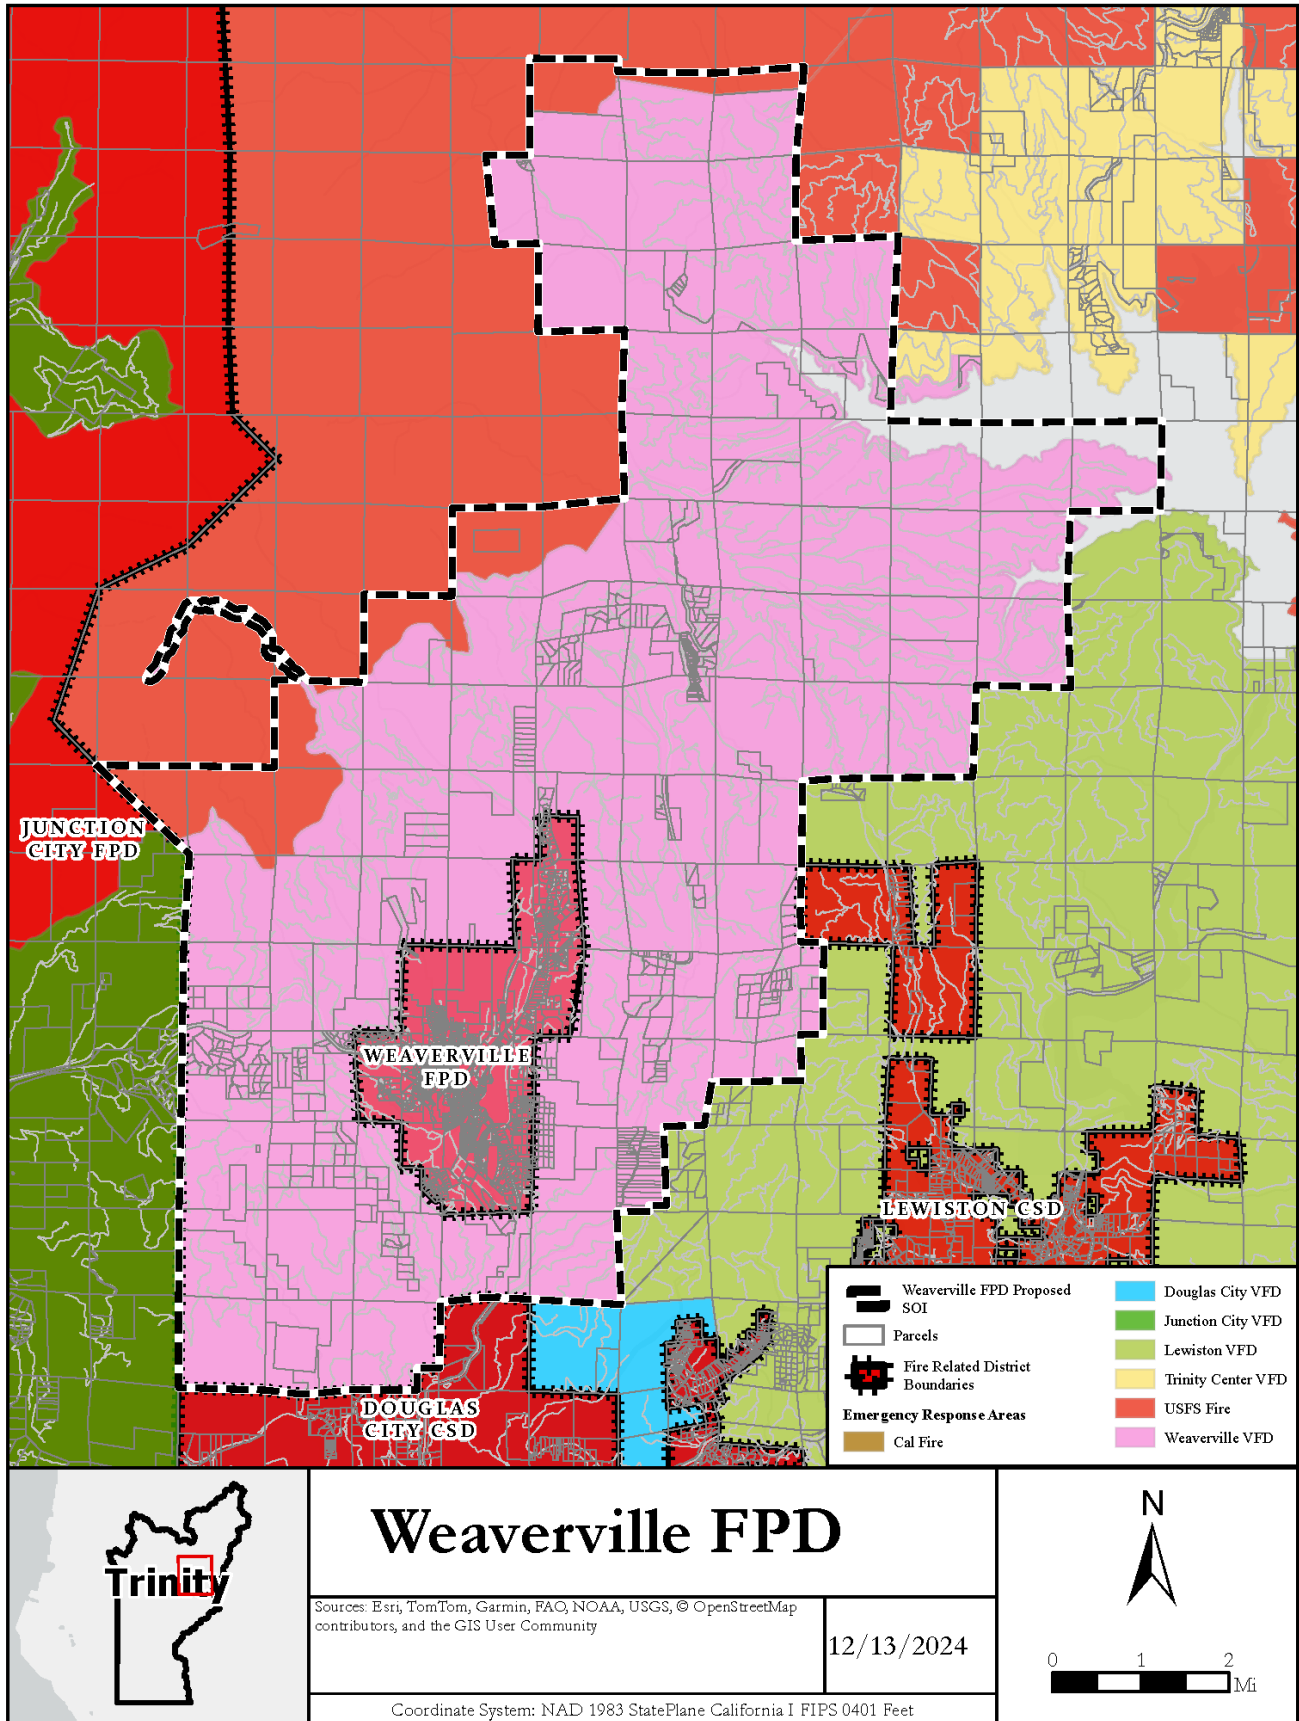 JUNCTION
CITY FPD
WEAVERVILLE
FPD
LEWISTON CSD
DOUGLAS
CITY CSD
Weaverville FPD Proposed
SOI
Parcels
Fire Related District
Boundaries
Emergency Response Areas
Cal Fire
Douglas City VFD
Junction City VFD
Lewiston VFD
Trinity Center VFD
USFS Fire
Weaverville VFD
Trinity
Weaverville FPD
Sources: Esri, TomTom, Garmin, FAO, NOAA, USGS, © OpenStreetMap
contributors, and the GIS User Community
12/13/2024
Coordinate System: NAD 1983 StatePlane California I FIPS 0401 Feet
N
0 1 2
Mi